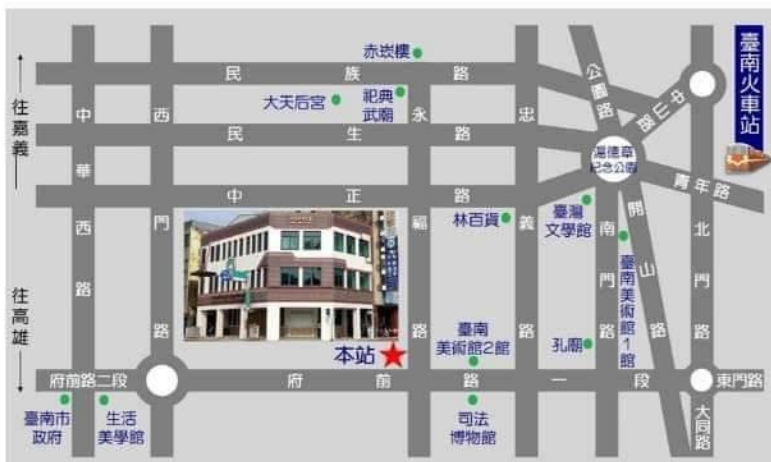 赤崁樓
民族路
大天后宮
祀典
武廟
臺南火車站
公園路
中山路
往嘉義
民生路
湯德章
紀念公園
青年路
中正路
中華西路
西門路
永福路
忠義路
林百貨
臺灣
文學館
南門路
開山路
北門路
臺南美術館1館
往高雄
臺南
美術館2館
孔廟
本站
府前路二段
府前路一段
東門路
臺南市
政府
生活
美學館
司法
博物館
大同路